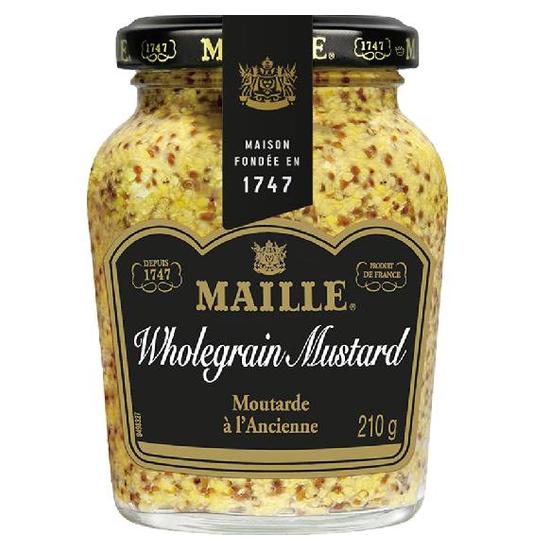 1747 MAILLE® 1747 M
MAISON
FONDÉE EN
1747
DEPUIS
1747
PRODUIT
DE FRANCE
MAILLE®
Wholegrain Mustard
Moutarde
à l'Ancienne
210 g